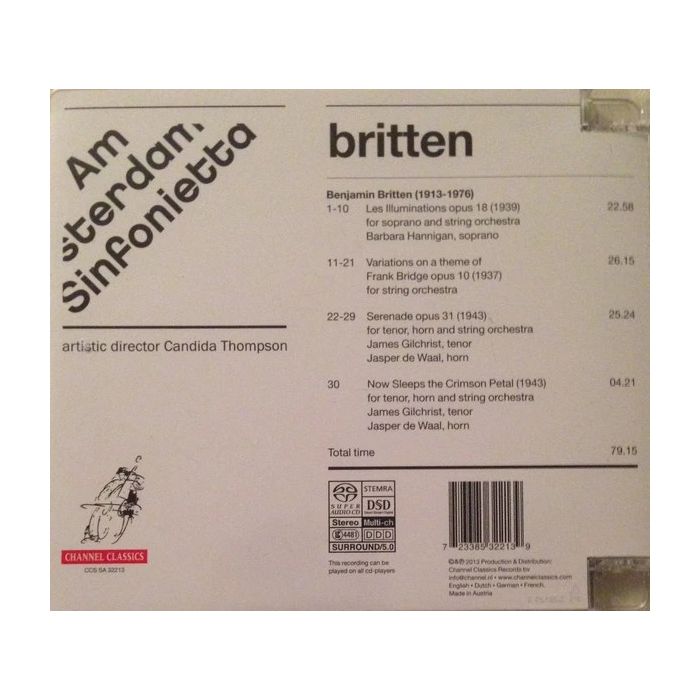 Am
sterdam
Sinfonietta
artistic director Candida Thompson
CHANNEL CLASSICS
CCS SA 32213
britten
Benjamin Britten (1913-1976)
1-10 Les Illuminations opus 18 (1939) 22.58
for soprano and string orchestra
Barbara Hannigan, soprano
11-21 Variations on a theme of 26.15
Frank Bridge opus 10 (1937)
for string orchestra
22-29 Serenade opus 31 (1943) 25.24
for tenor, horn and string orchestra
James Gilchrist, tenor
Jasper de Waal, horn
30 Now Sleeps the Crimson Petal (1943) 04.21
for tenor, horn and string orchestra
James Gilchrist, tenor
Jasper de Waal, horn
Total time 79.15
STEMRA
SUPER AUDIO CD
DSD
Direct Stream Digital
Stereo Multi-ch
4481 DDD
SURROUND/5.0
This recording can be
played on all cd-players
7 23385 32213 9
©&℗ 2013 Production & Distribution:
Channel Classics Records bv
info@channel.nl • www.channelclassics.com
English • Dutch • German • French.
Made in Austria